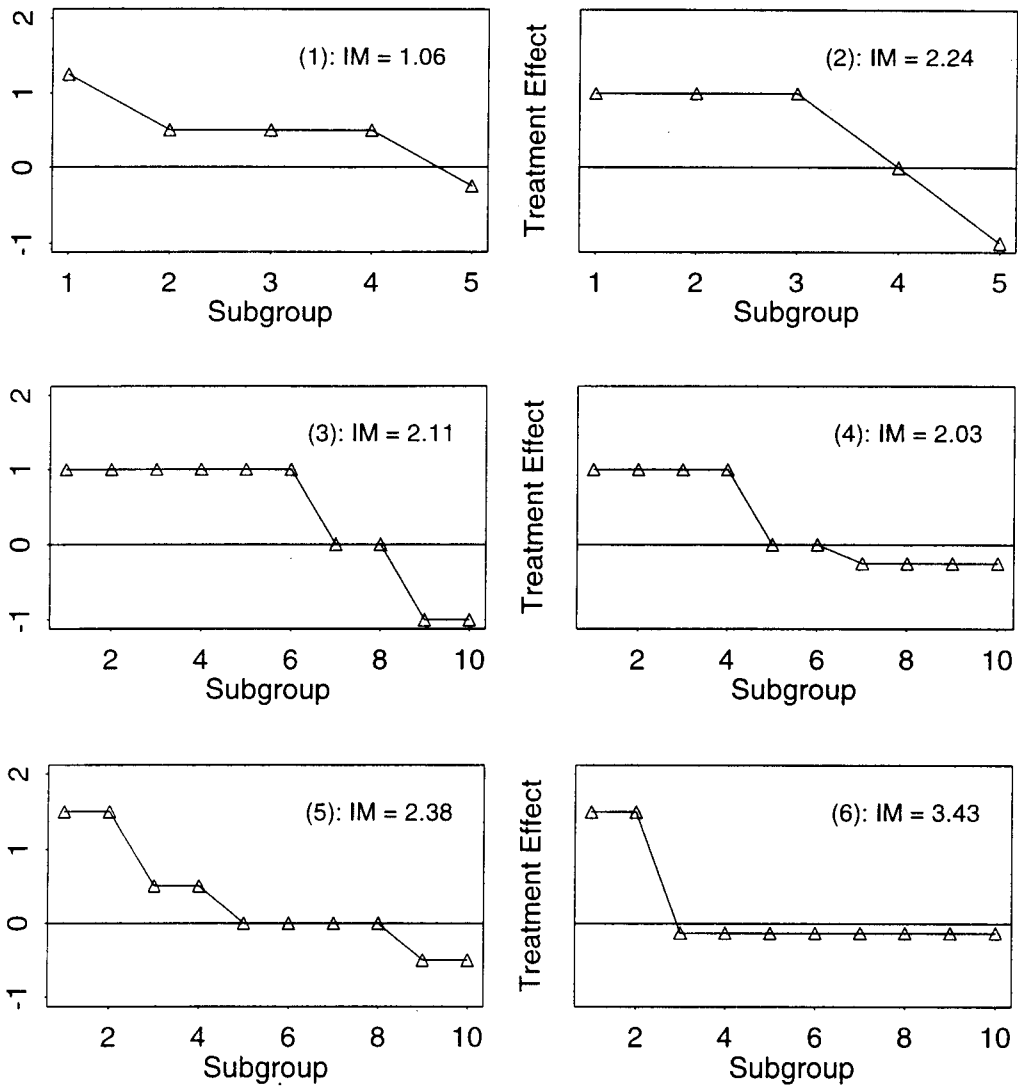 2
1
0
-1
(1): IM = 1.06
1 2 3 4 5
Subgroup
Treatment Effect
(2): IM = 2.24
1 2 3 4 5
Subgroup
2
1
0
-1
(3): IM = 2.11
2 4 6 8 10
Subgroup
Treatment Effect
(4): IM = 2.03
2 4 6 8 10
Subgroup
2
1
0
-1
(5): IM = 2.38
2 4 6 8 10
Subgroup
Treatment Effect
(6): IM = 3.43
2 4 6 8 10
Subgroup